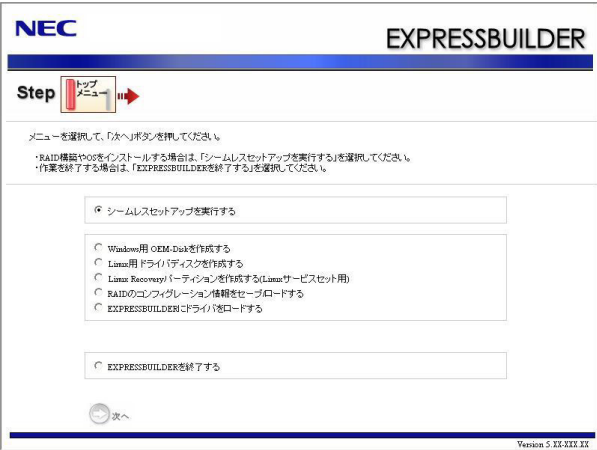 NEC
EXPRESSBUILDER
Step
トップ
メニュー
メニューを選択して、「次へ」ボタンを押してください。
・RAID構築やOSをインストールする場合は、「シームレスセットアップを実行する」を選択してください。
・作業を終了する場合は、「EXPRESSBUILDERを終了する」を選択してください。
シームレスセットアップを実行する
Windows用 OEM-Diskを作成する
Linux用 ドライバディスクを作成する
Linux Recoveryパーティションを作成する(Linuxサービスセット用)
RAIDのコンフィグレーション情報をセーブ/ロードする
EXPRESSBUILDERにドライバをロードする
EXPRESSBUILDERを終了する
次へ
Version 5.XX-XXX.XX